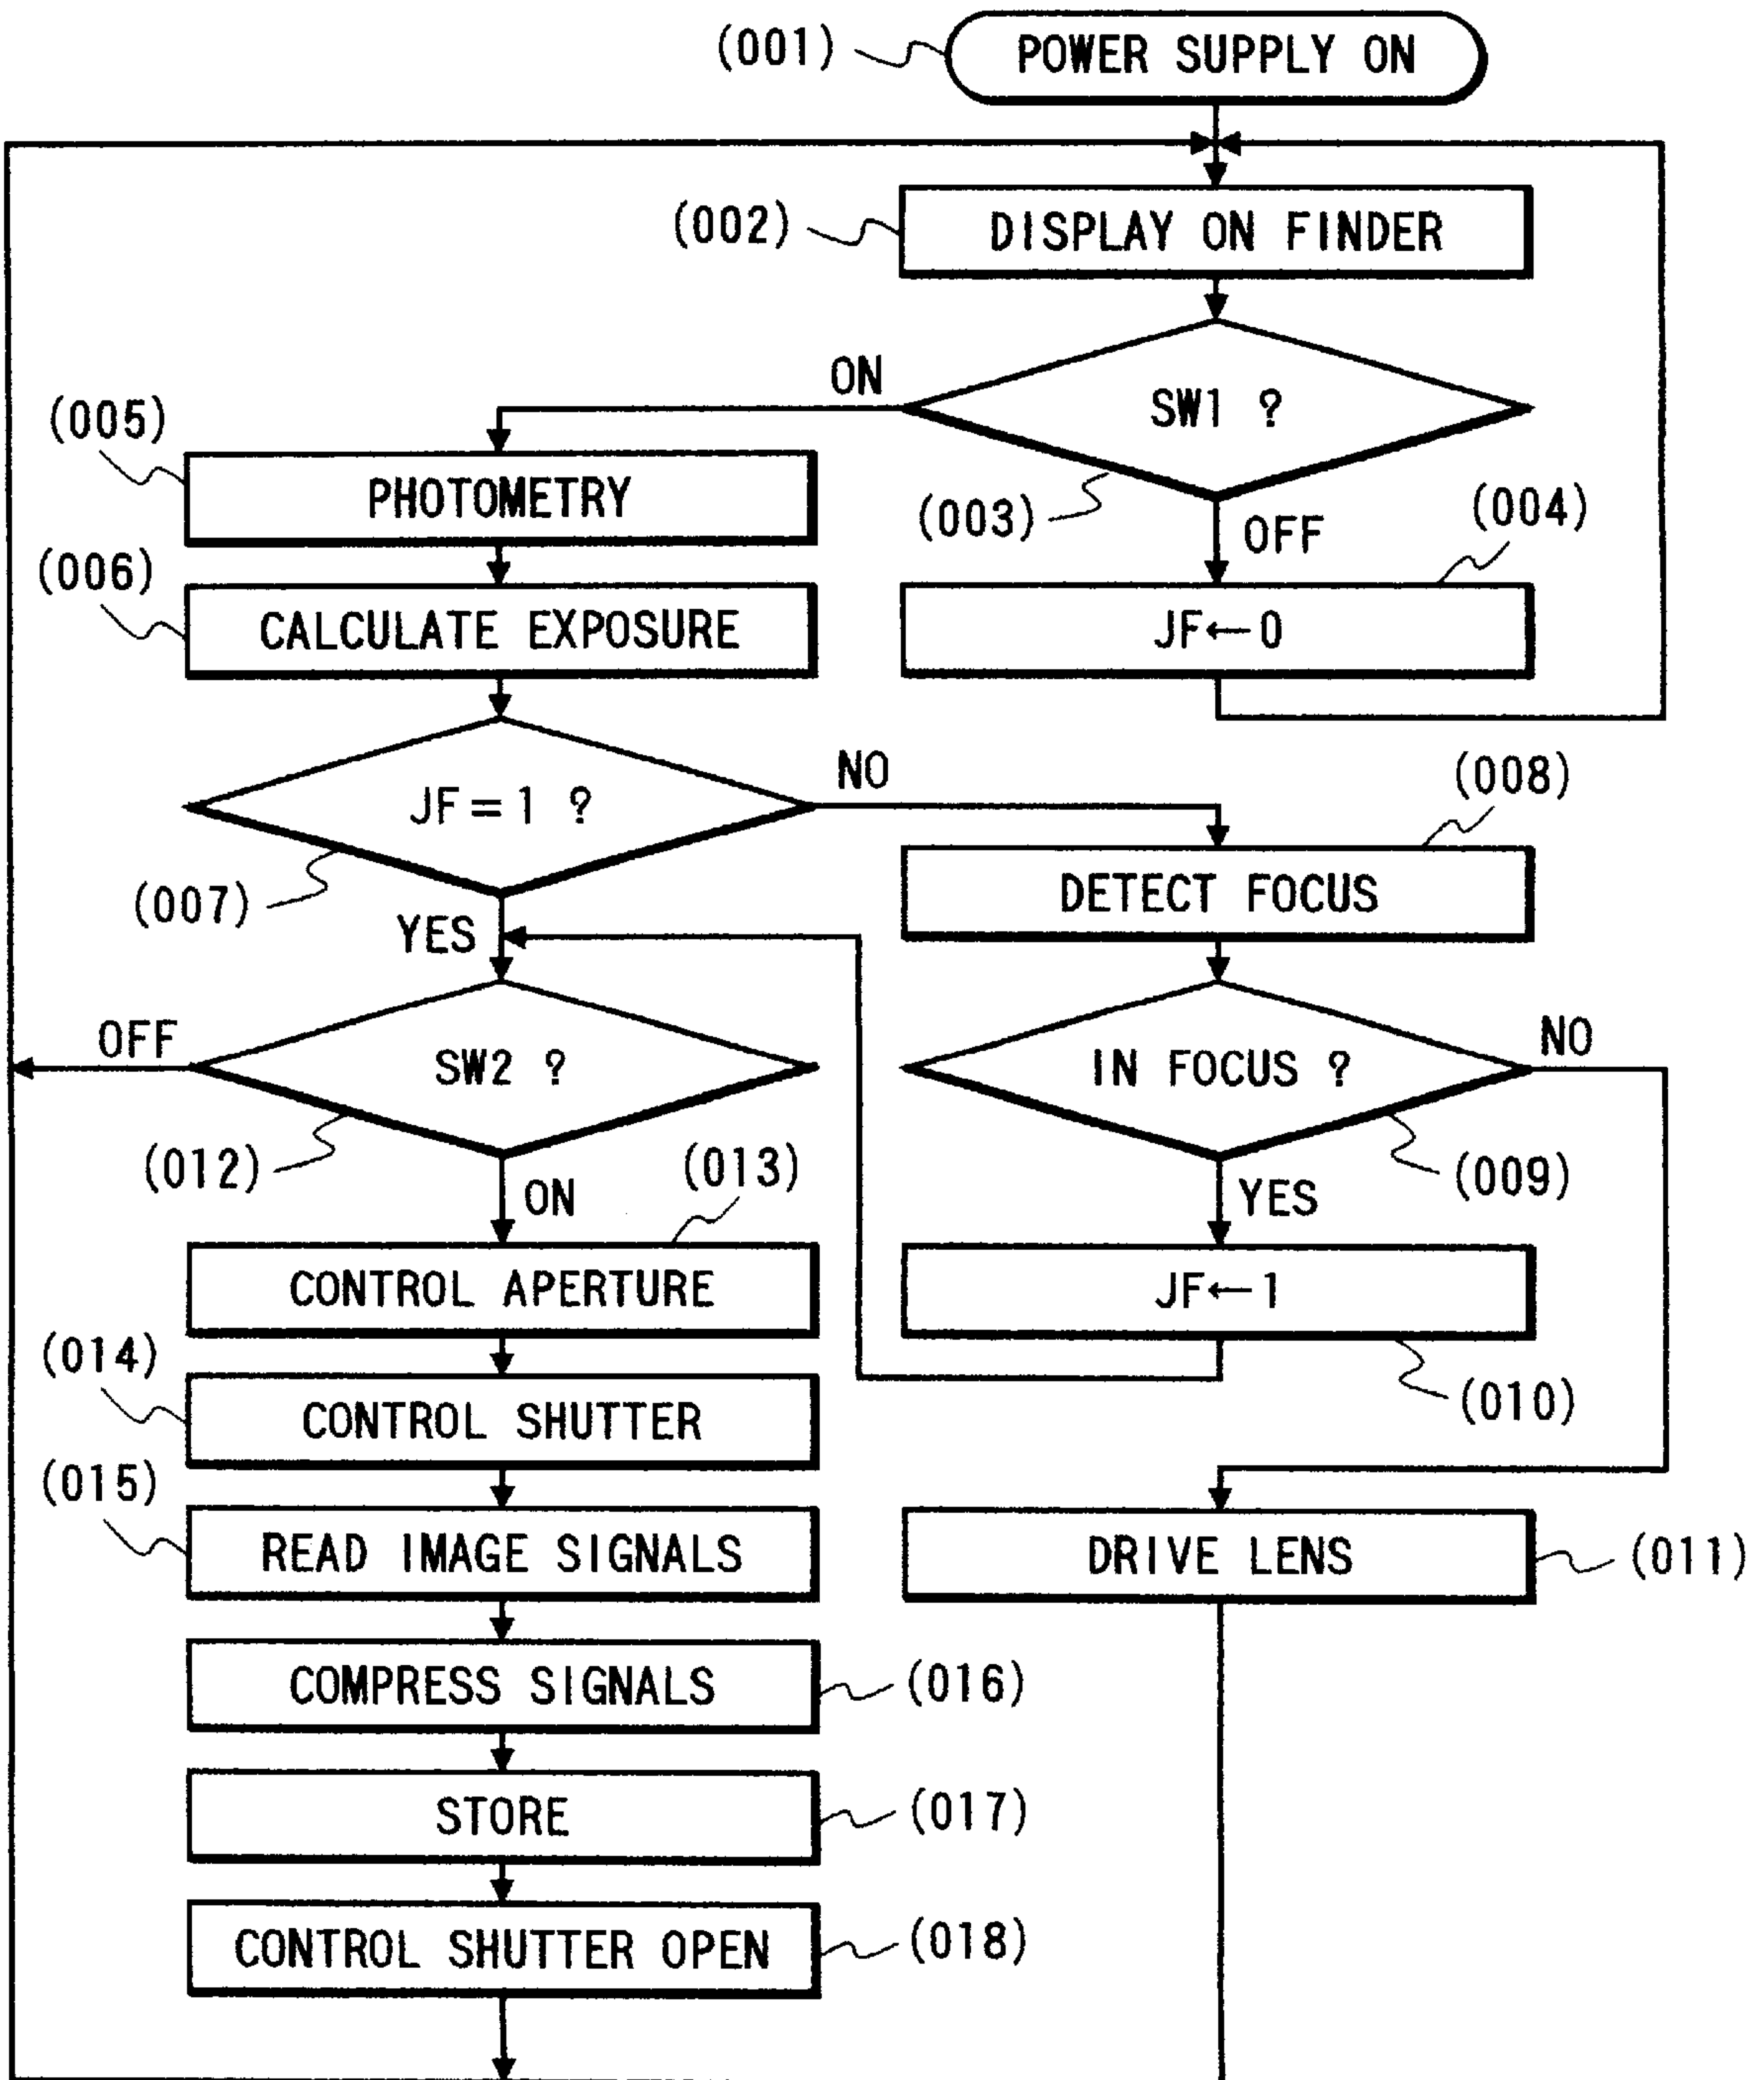 (001)
POWER SUPPLY ON
(002)
DISPLAY ON FINDER
ON
SW1 ?
(003)
OFF
(004)
JF←0
(005)
PHOTOMETRY
(006)
CALCULATE EXPOSURE
JF=1 ?
NO
(007)
YES
(008)
DETECT FOCUS
IN FOCUS ?
NO
(009)
YES
JF←1
(010)
DRIVE LENS
(011)
OFF
SW2 ?
(012)
ON
(013)
CONTROL APERTURE
(014)
CONTROL SHUTTER
(015)
READ IMAGE SIGNALS
COMPRESS SIGNALS
(016)
STORE
(017)
CONTROL SHUTTER OPEN
(018)